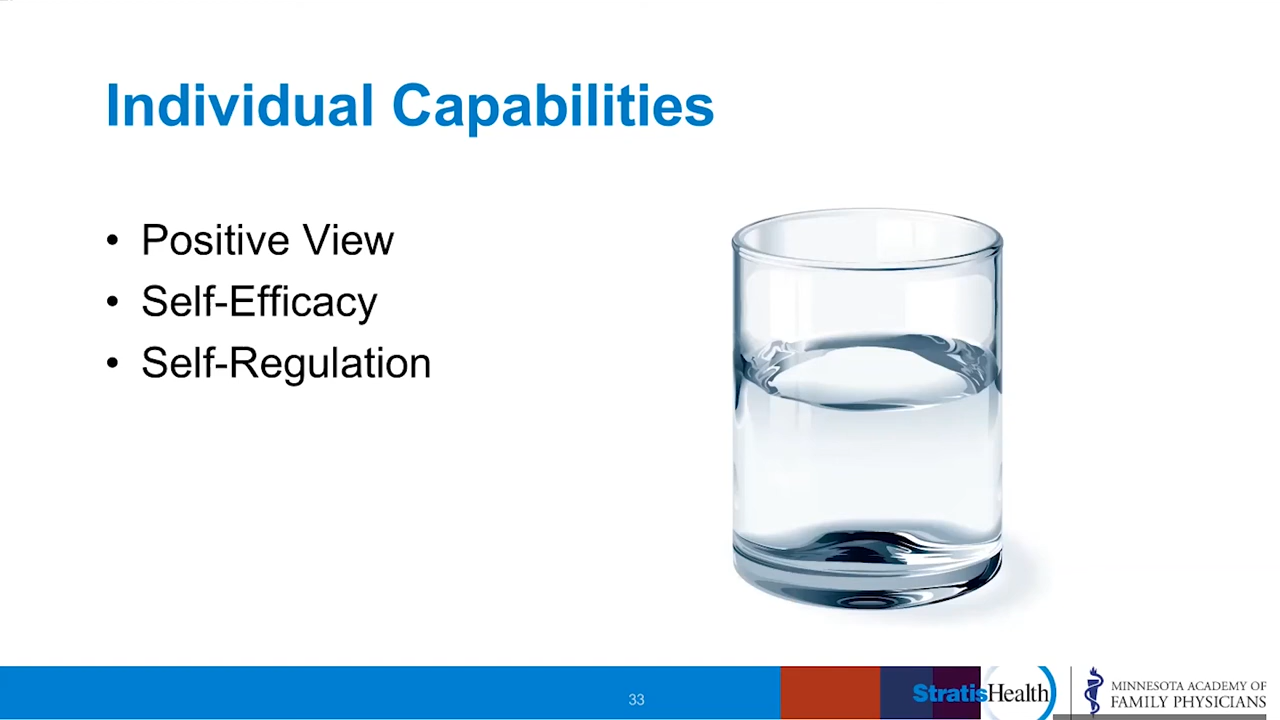 Individual Capabilities
• Positive View
• Self-Efficacy
• Self-Regulation
33
StratisHealth
MINNESOTA ACADEMY OF
FAMILY PHYSICIANS